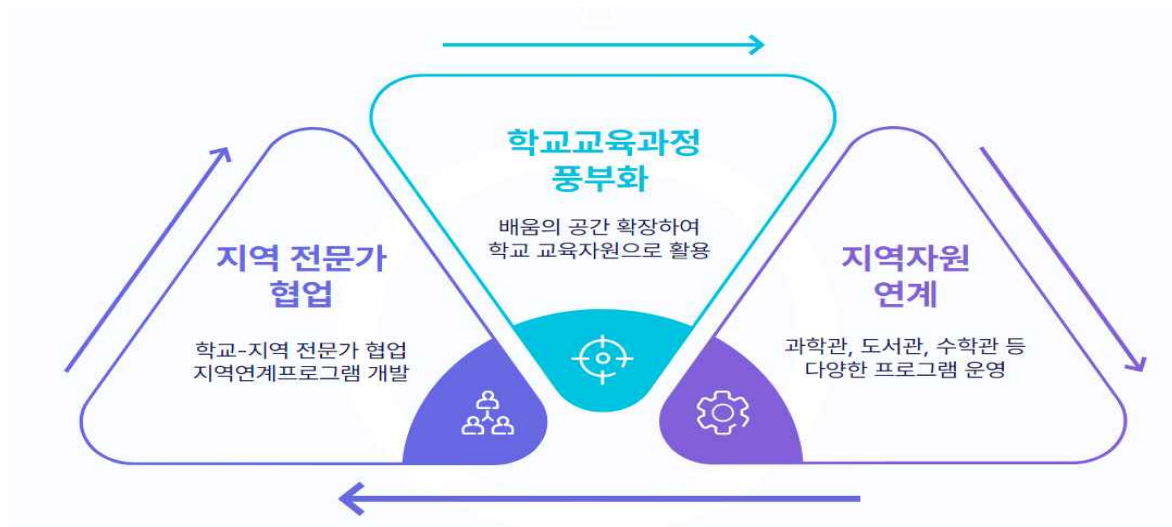 학교교육과정
풍부화
배움의 공간 확장하여
학교 교육자원으로 활용
지역 전문가
협업
학교-지역 전문가 협업
지역연계프로그램 개발
지역자원
연계
과학관, 도서관, 수학관 등
다양한 프로그램 운영